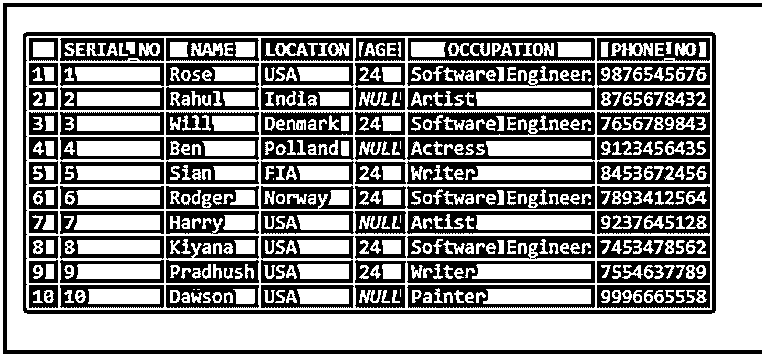 SERIAL_NO NAME LOCATION AGE OCCUPATION PHONE_NO
1 1 Rose USA 24 Software Engineer 9876545676
2 2 Rahul India NULL Artist 8765678432
3 3 Will Denmark 24 Software Engineer 7656789843
4 4 Ben Polland NULL Actress 9123456435
5 5 Sian FIA 24 Writer 8453672456
6 6 Rodger Norway 24 Software Engineer 7893412564
7 7 Harry USA NULL Artist 9237645128
8 8 Kiyana USA 24 Software Engineer 7453478562
9 9 Pradhush USA 24 Writer 7554637789
10 10 Dawson USA NULL Painter 9996665558